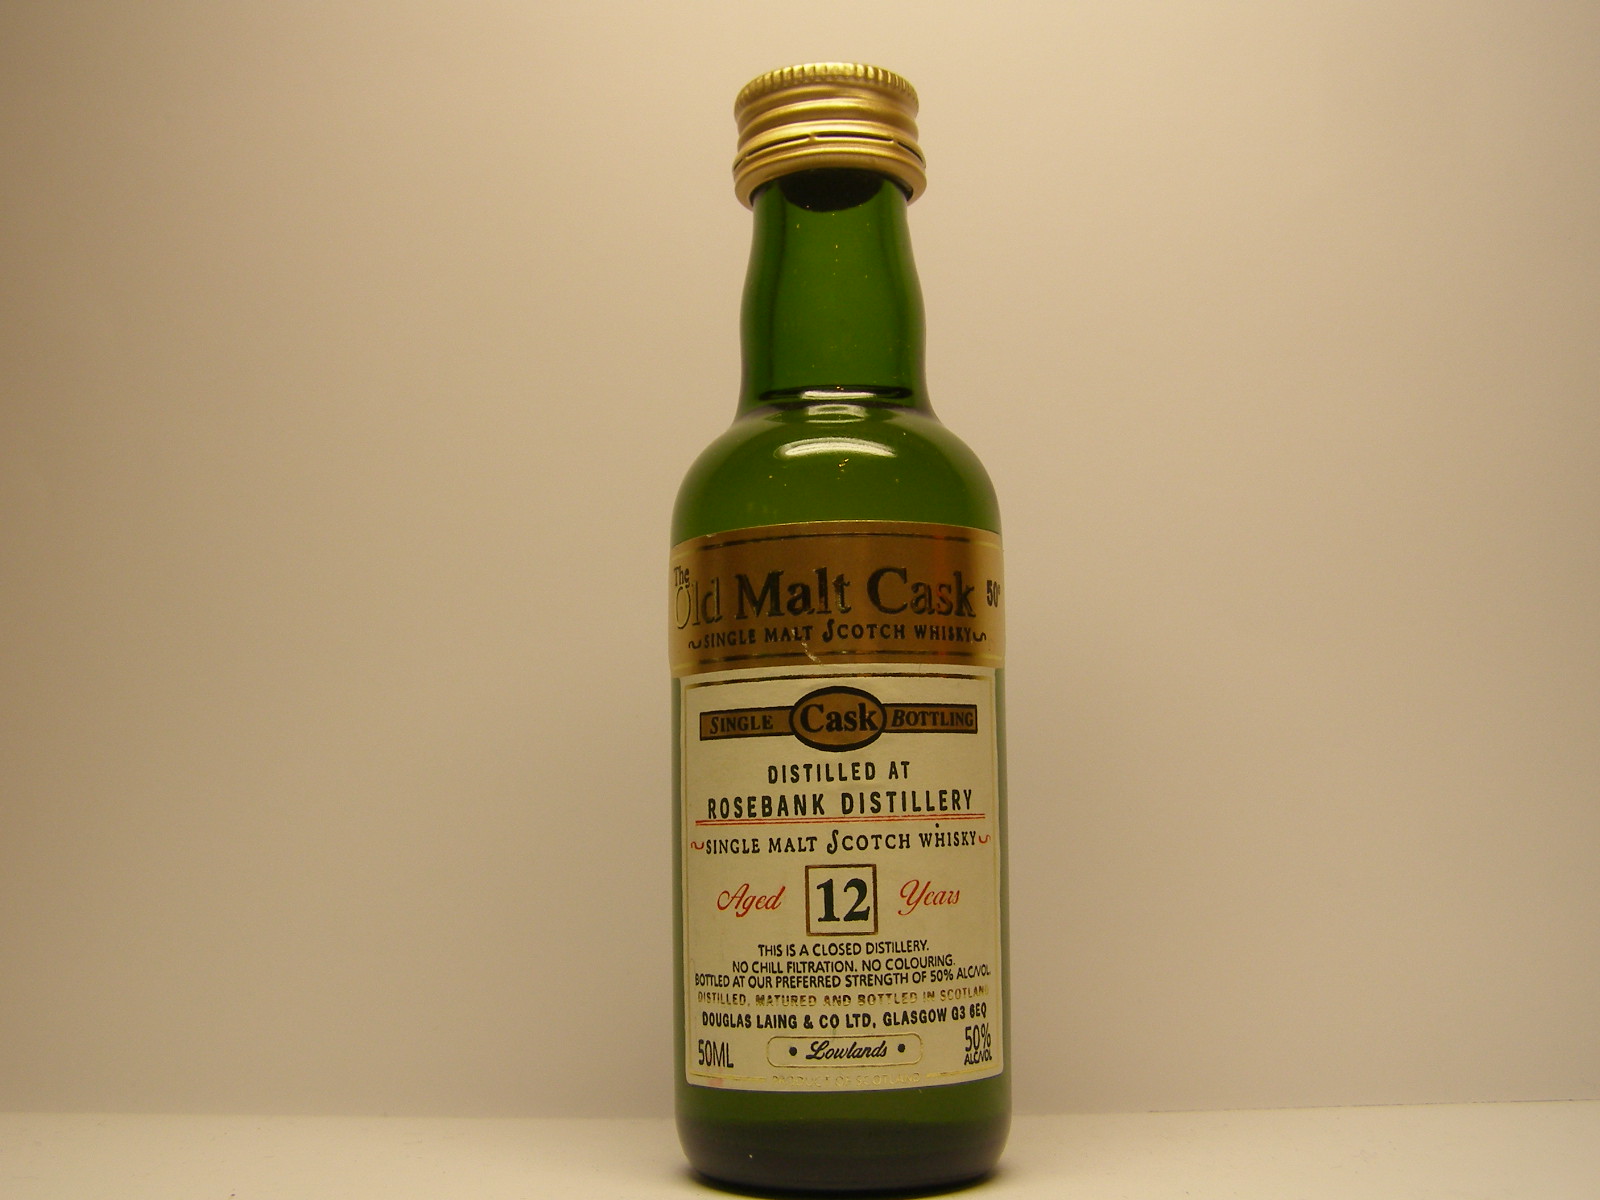 The
Old Malt Cask 50°
SINGLE MALT SCOTCH WHISKY
SINGLE Cask BOTTLING
DISTILLED AT
ROSEBANK DISTILLERY
SINGLE MALT SCOTCH WHISKY
Aged 12 Years
THIS IS A CLOSED DISTILLERY.
NO CHILL FILTRATION. NO COLOURING.
BOTTLED AT OUR PREFERRED STRENGTH OF 50% ALC/VOL.
DISTILLED, MATURED AND BOTTLED IN SCOTLAND
DOUGLAS LAING & CO LTD, GLASGOW G3 6EQ
50ML • Lowlands • 50%
ALC/VOL
PRODUCT OF SCOTLAND